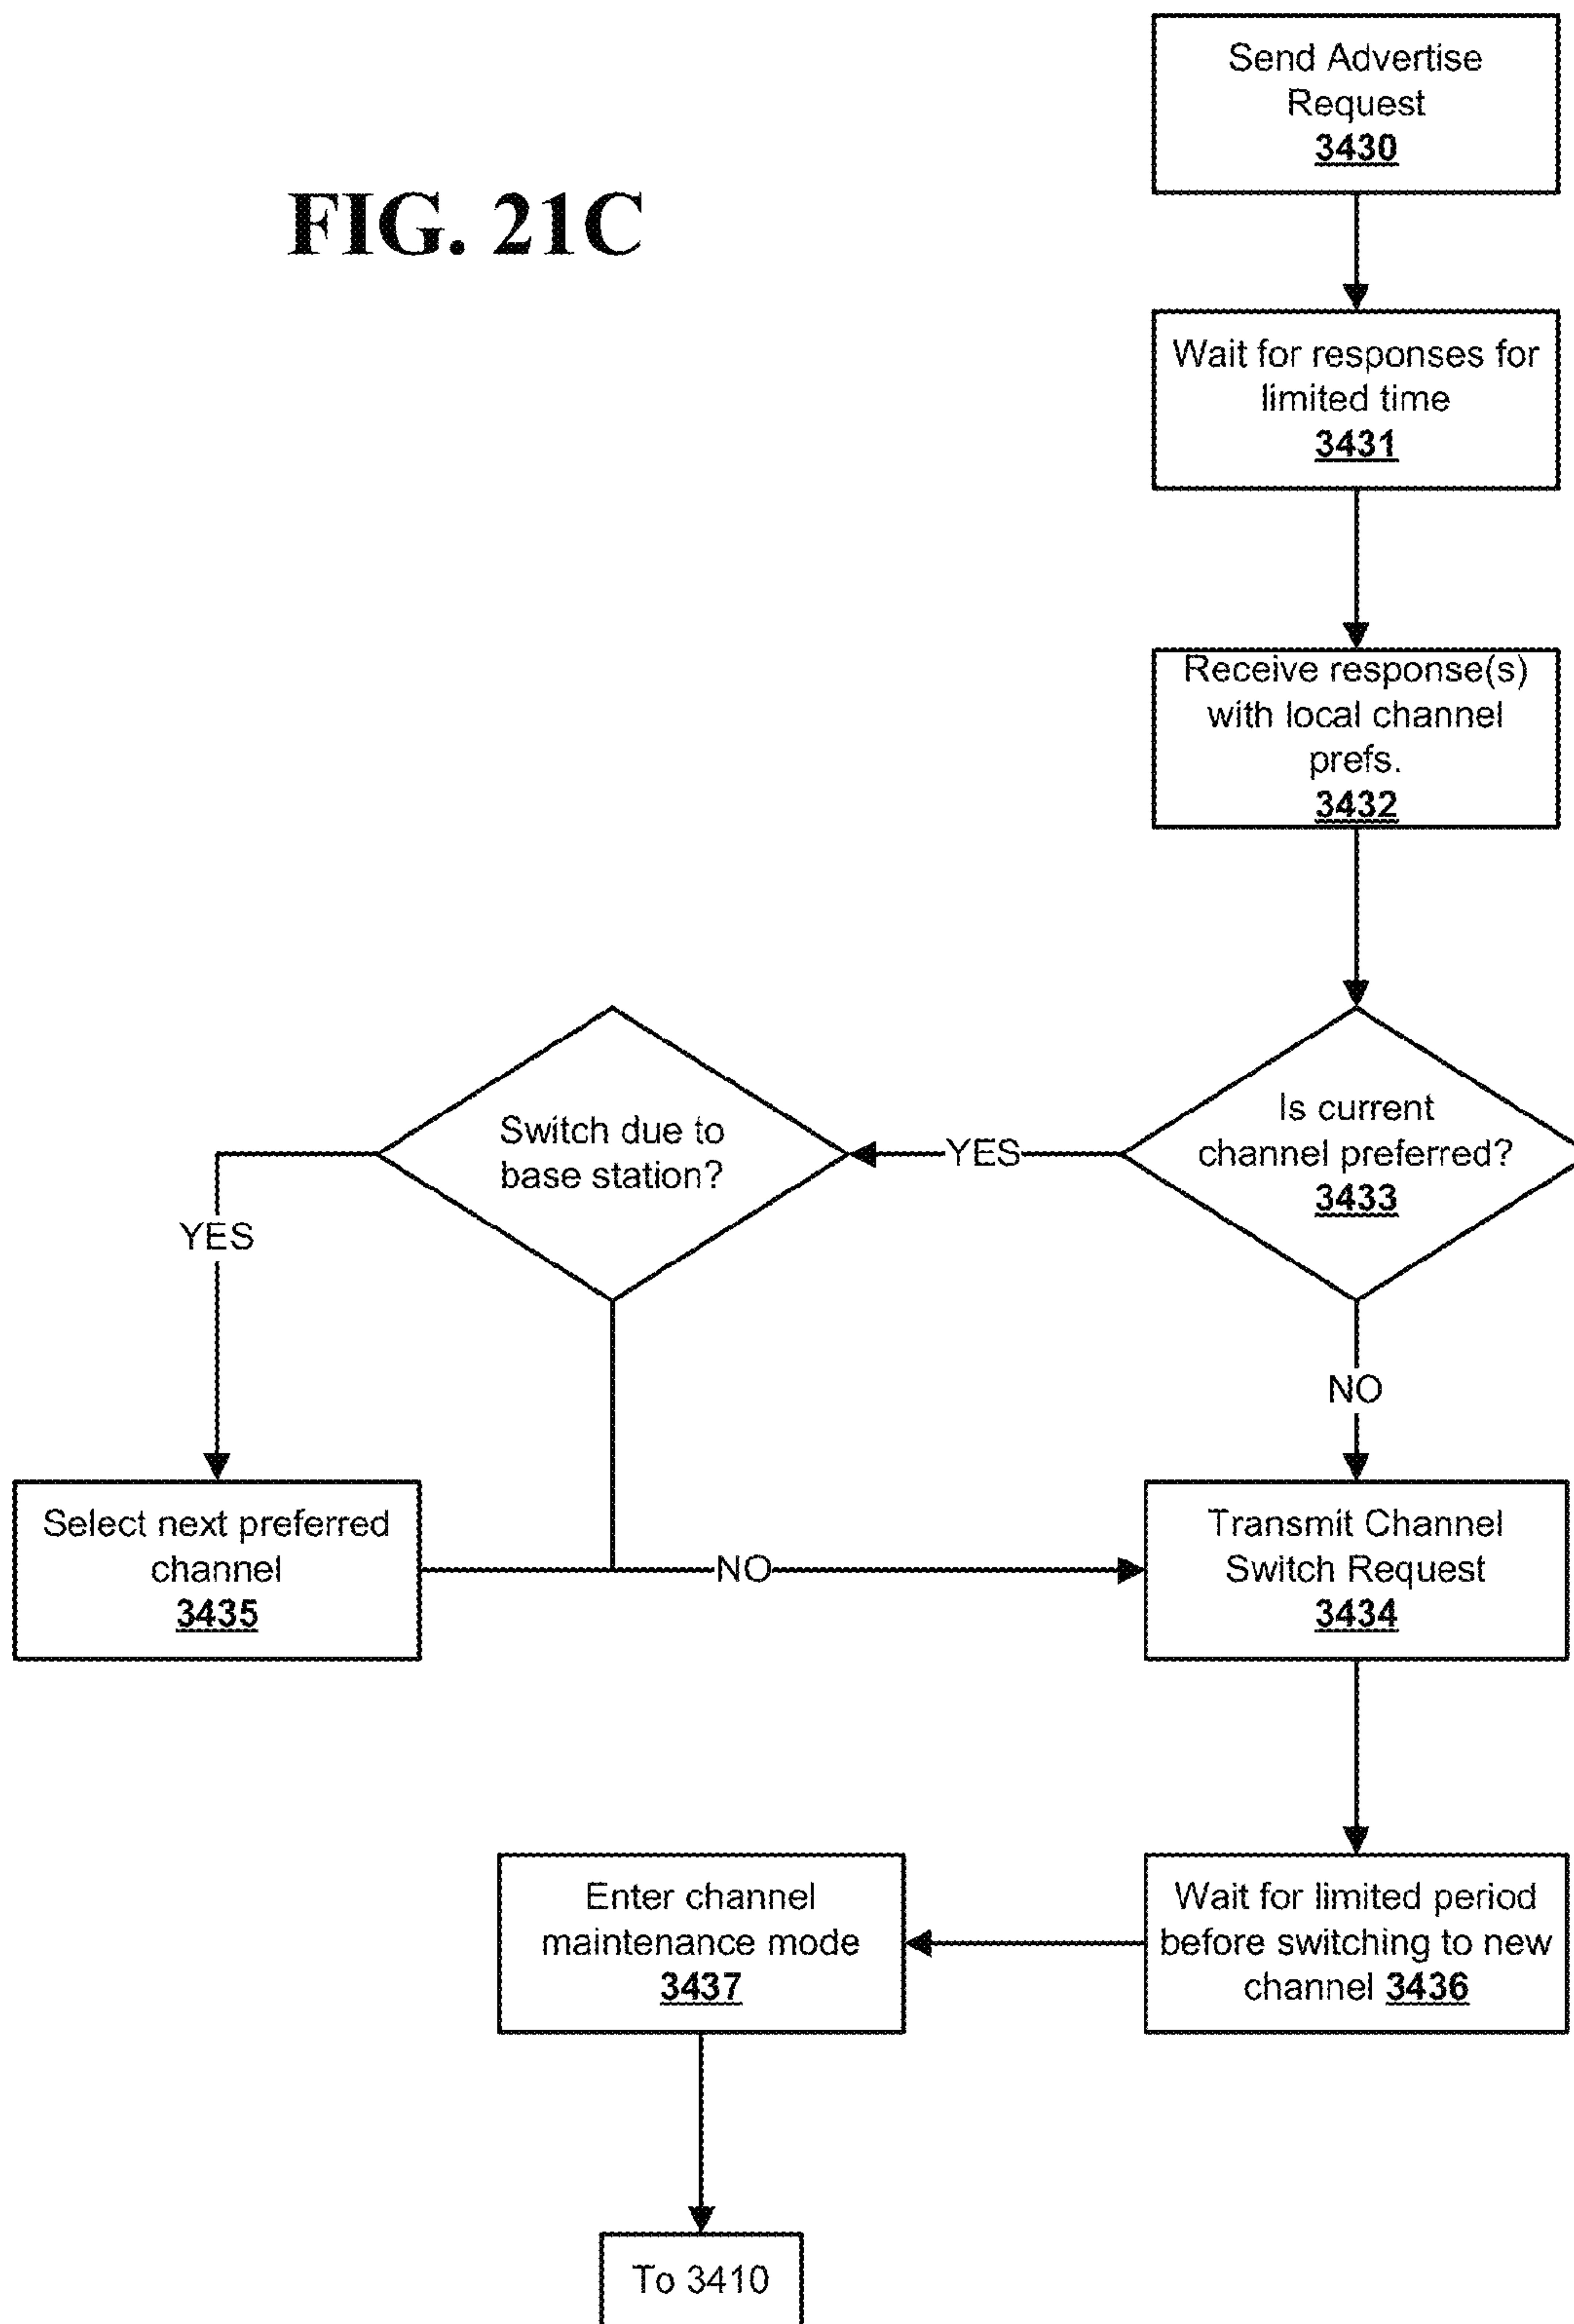 FIG. 21C
Send Advertise
Request
3430
Wait for responses for
limited time
3431
Receive response(s)
with local channel
prefs.
3432
Is current
channel preferred?
3433
YES
Switch due to
base station?
YES
NO
Select next preferred
channel
3435
NO
Transmit Channel
Switch Request
3434
Enter channel
maintenance mode
3437
Wait for limited period
before switching to new
channel 3436
To 3410